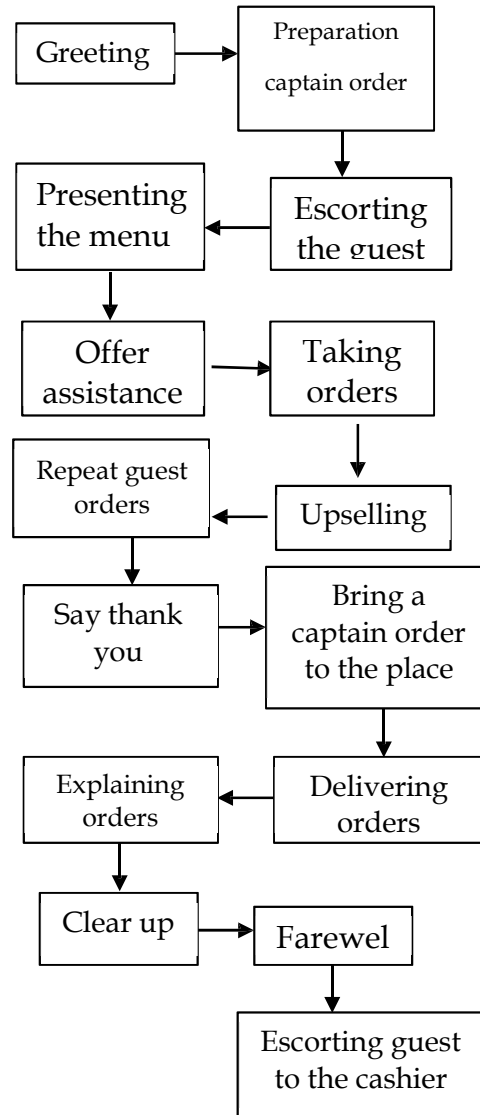 Greeting
Preparation
captain order
Escorting
the guest
Presenting
the menu
Offer
assistance
Taking
orders
Upselling
Repeat guest
orders
Say thank
you
Bring a
captain order
to the place
Delivering
orders
Explaining
orders
Clear up
Farewel
Escorting guest
to the cashier